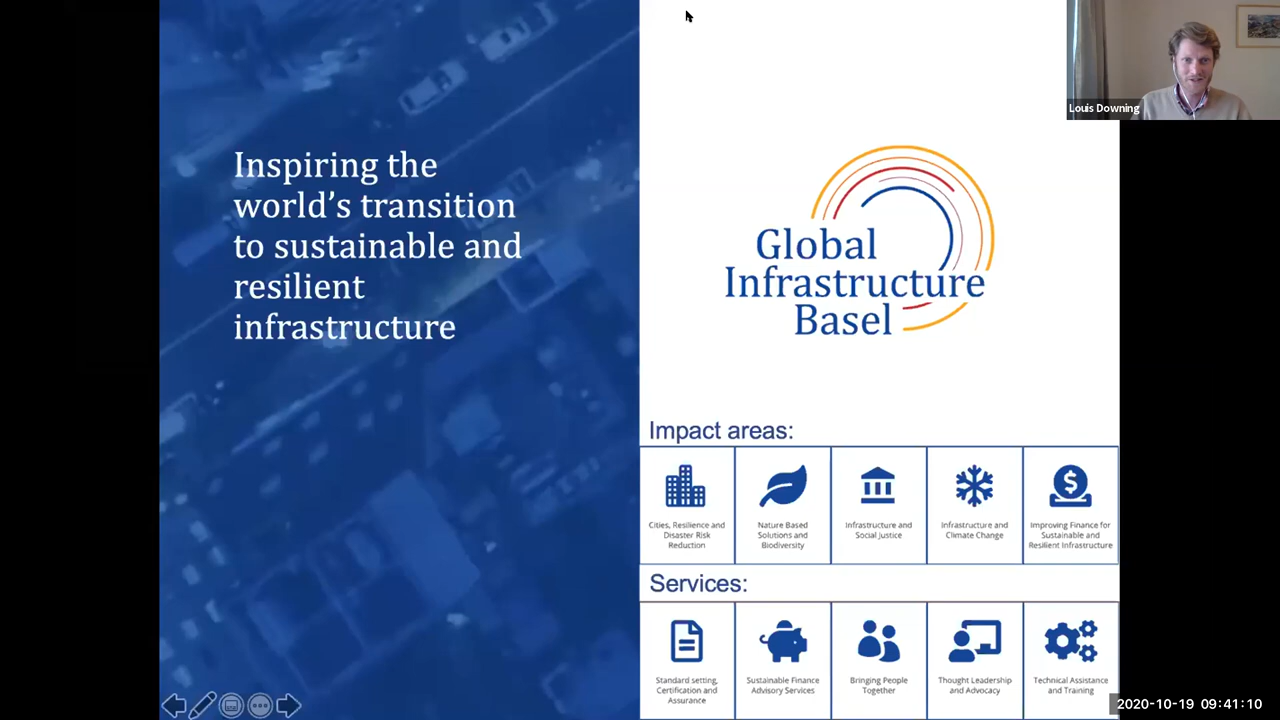 Inspiring the
world's transition
to sustainable and
resilient
infrastructure
Louis Downing
Global
Infrastructure
Basel
Impact areas:
Cities, Resilience and
Disaster Risk
Reduction
Nature Based
Solutions and
Biodiversity
Infrastructure and
Social Justice
Infrastructure and
Climate Change
Improving Finance for
Sustainable and
Resilient Infrastructure
Services:
Standard setting,
Certification and
Assurance
Sustainable Finance
Advisory Services
Bringing People
Together
Thought Leadership
and Advocacy
Technical Assistance
and Training
2020-10-19 09:41:10